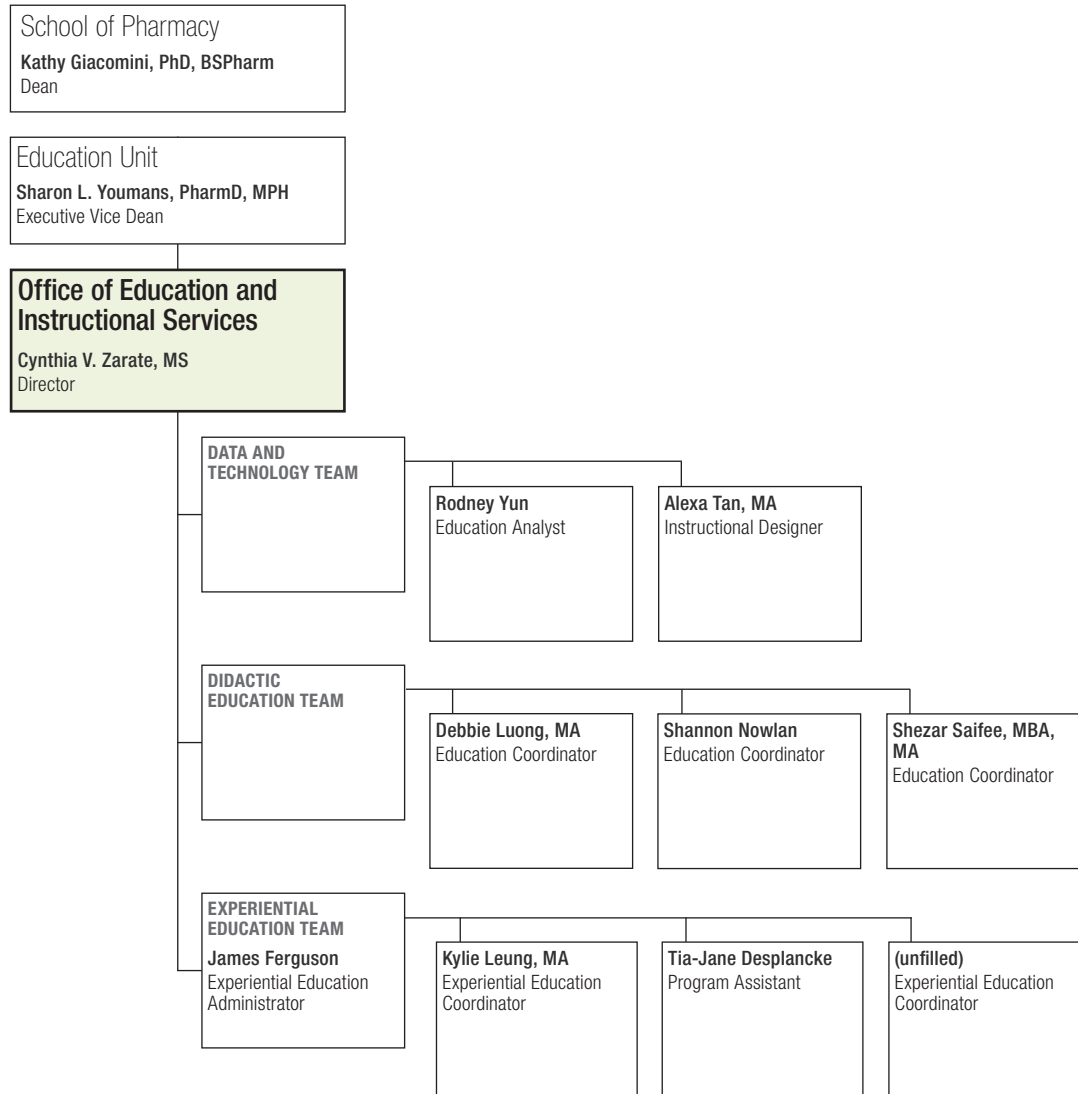 School of Pharmacy
Kathy Giacomini, PhD, BSPharm
Dean
Education Unit
Sharon L. Youmans, PharmD, MPH
Executive Vice Dean
Office of Education and
Instructional Services
Cynthia V. Zarate, MS
Director
DATA AND
TECHNOLOGY TEAM
Rodney Yun
Education Analyst
Alexa Tan, MA
Instructional Designer
DIDACTIC
EDUCATION TEAM
Debbie Luong, MA
Education Coordinator
Shannon Nowlan
Education Coordinator
Shezar Saifee, MBA,
MA
Education Coordinator
EXPERIENTIAL
EDUCATION TEAM
James Ferguson
Experiential Education
Administrator
Kylie Leung, MA
Experiential Education
Coordinator
Tia-Jane Desplancke
Program Assistant
(unfilled)
Experiential Education
Coordinator